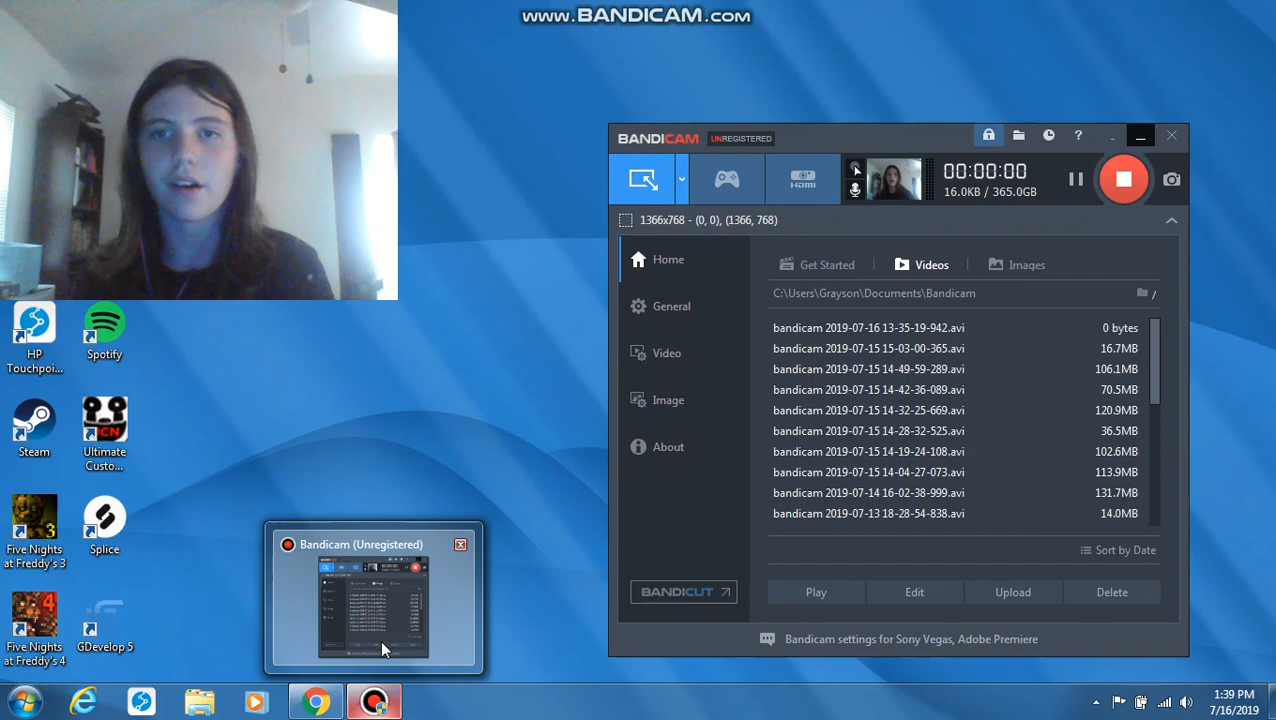 www.BANDICAM.com
BANDICAM UNREGISTERED
HDMI
00:00:00
16.0KB / 365.0GB
1366x768 - (0, 0), (1366, 768)
Home
General
Video
Image
About
BANDICUT
Get Started
Videos
Images
C:\Users\Grayson\Documents\Bandicam
/
bandicam 2019-07-16 13-35-19-942.avi 0 bytes
bandicam 2019-07-15 15-03-00-365.avi 16.7MB
bandicam 2019-07-15 14-49-59-289.avi 106.1MB
bandicam 2019-07-15 14-42-36-089.avi 70.5MB
bandicam 2019-07-15 14-32-25-669.avi 120.9MB
bandicam 2019-07-15 14-28-32-525.avi 36.5MB
bandicam 2019-07-15 14-19-24-108.avi 102.6MB
bandicam 2019-07-15 14-04-27-073.avi 113.9MB
bandicam 2019-07-14 16-02-38-999.avi 131.7MB
bandicam 2019-07-13 18-28-54-838.avi 14.0MB
Sort by Date
Play Edit Upload Delete
Bandicam settings for Sony Vegas, Adobe Premiere
HP
Touchpoi...
Spotify
Steam
UCN
Ultimate
Custo...
3
Five Nights
at Freddy's 3
Splice
4
Five Nights
at Freddy's 4
GDevelop 5
Bandicam (Unregistered)
1:39 PM
7/16/2019